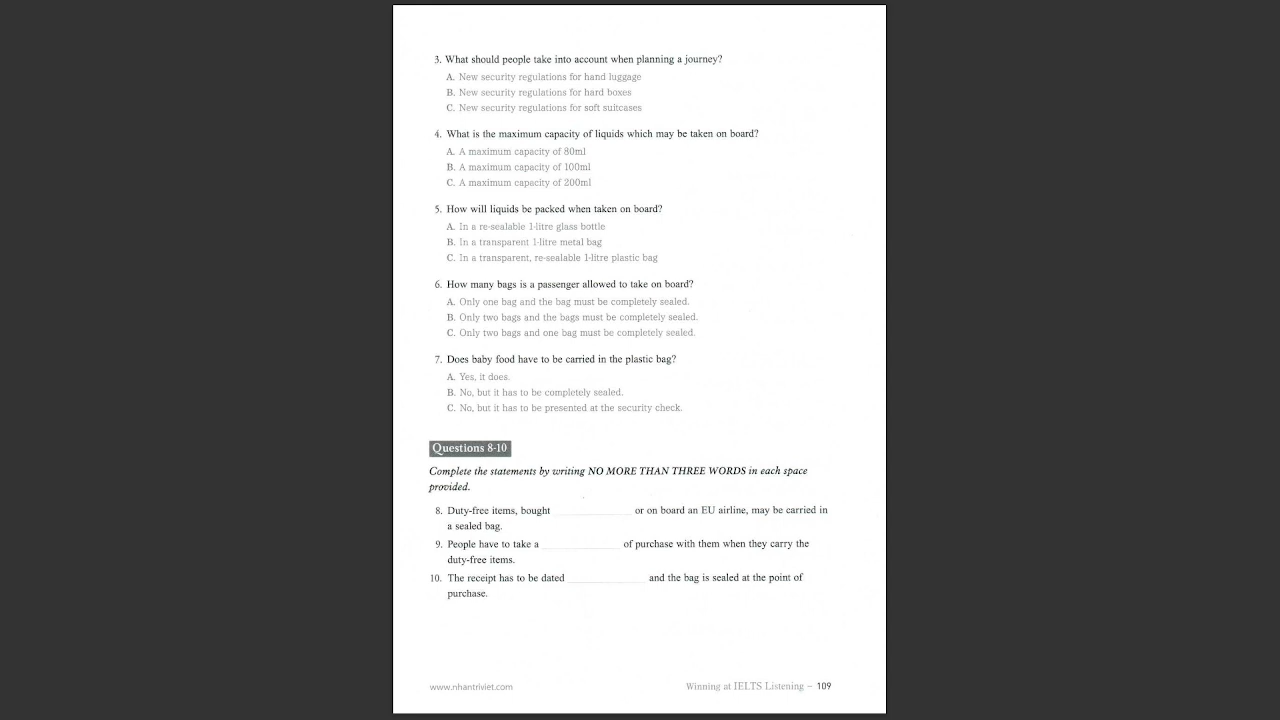 3. What should people take into account when planning a journey?
A. New security regulations for hand luggage
B. New security regulations for hard boxes
C. New security regulations for soft suitcases
4. What is the maximum capacity of liquids which may be taken on board?
A. A maximum capacity of 80ml
B. A maximum capacity of 100ml
C. A maximum capacity of 200ml
5. How will liquids be packed when taken on board?
A. In a re-sealable 1-litre glass bottle
B. In a transparent 1-litre metal bag
C. In a transparent, re-sealable 1-litre plastic bag
6. How many bags is a passenger allowed to take on board?
A. Only one bag and the bag must be completely sealed.
B. Only two bags and the bags must be completely sealed.
C. Only two bags and one bag must be completely sealed.
7. Does baby food have to be carried in the plastic bag?
A. Yes, it does.
B. No, but it has to be completely sealed.
C. No, but it has to be presented at the security check.
Questions 8-10
Complete the statements by writing NO MORE THAN THREE WORDS in each space
provided.
8. Duty-free items, bought ______ or on board an EU airline, may be carried in
a sealed bag.
9. People have to take a ______ of purchase with them when they carry the
duty-free items.
10. The receipt has to be dated ______ and the bag is sealed at the point of
purchase.
www.nhantriviet.com Winning at IELTS Listening – 109